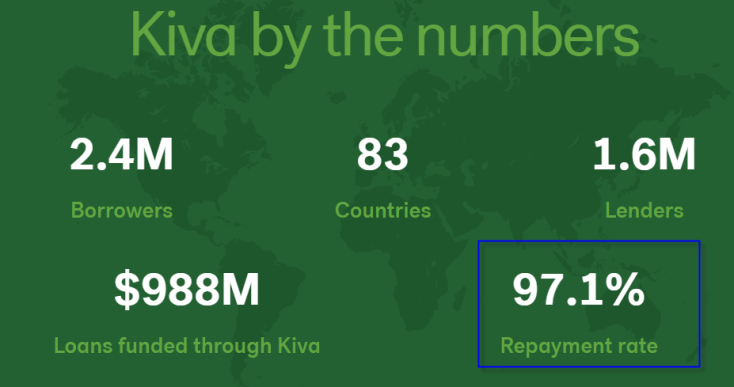 Kiva by the numbers
2.4M
Borrowers
83
Countries
1.6M
Lenders
$988M
Loans funded through Kiva
97.1%
Repayment rate